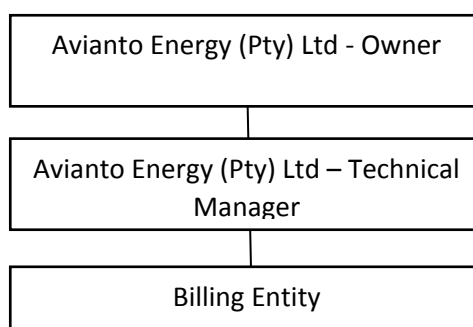 Avianto Energy (Pty) Ltd - Owner
Avianto Energy (Pty) Ltd – Technical
Manager
Billing Entity